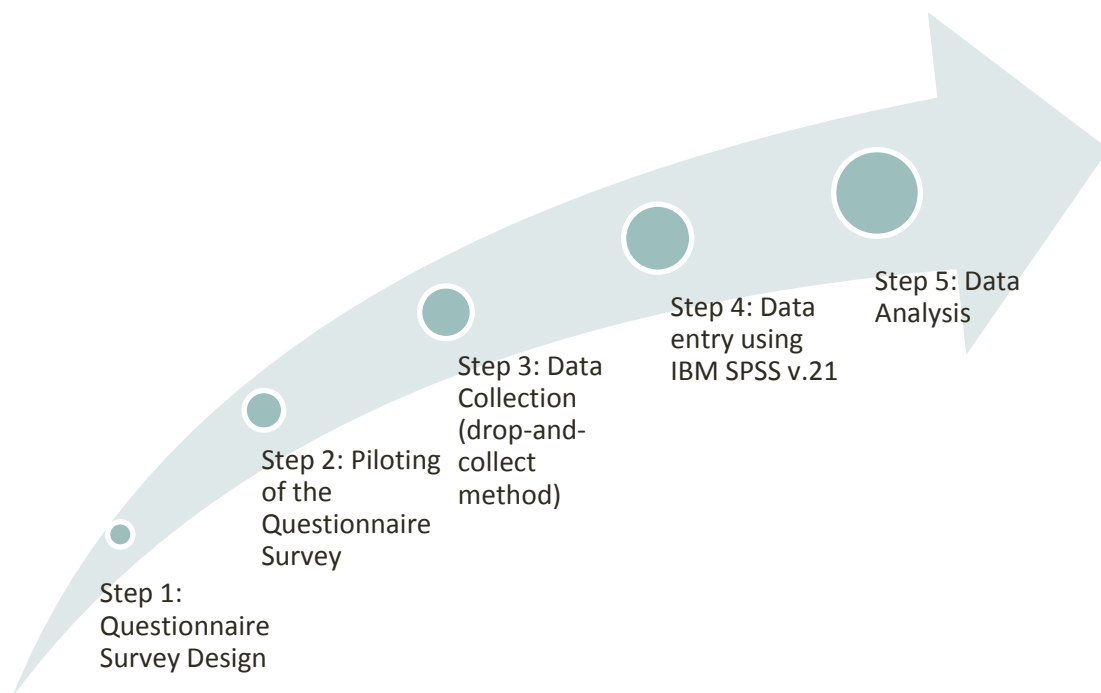 Step 1:
Questionnaire
Survey Design
Step 2: Piloting
of the
Questionnaire
Survey
Step 3: Data
Collection
(drop-and-
collect
method)
Step 4: Data
entry using
IBM SPSS v.21
Step 5: Data
Analysis